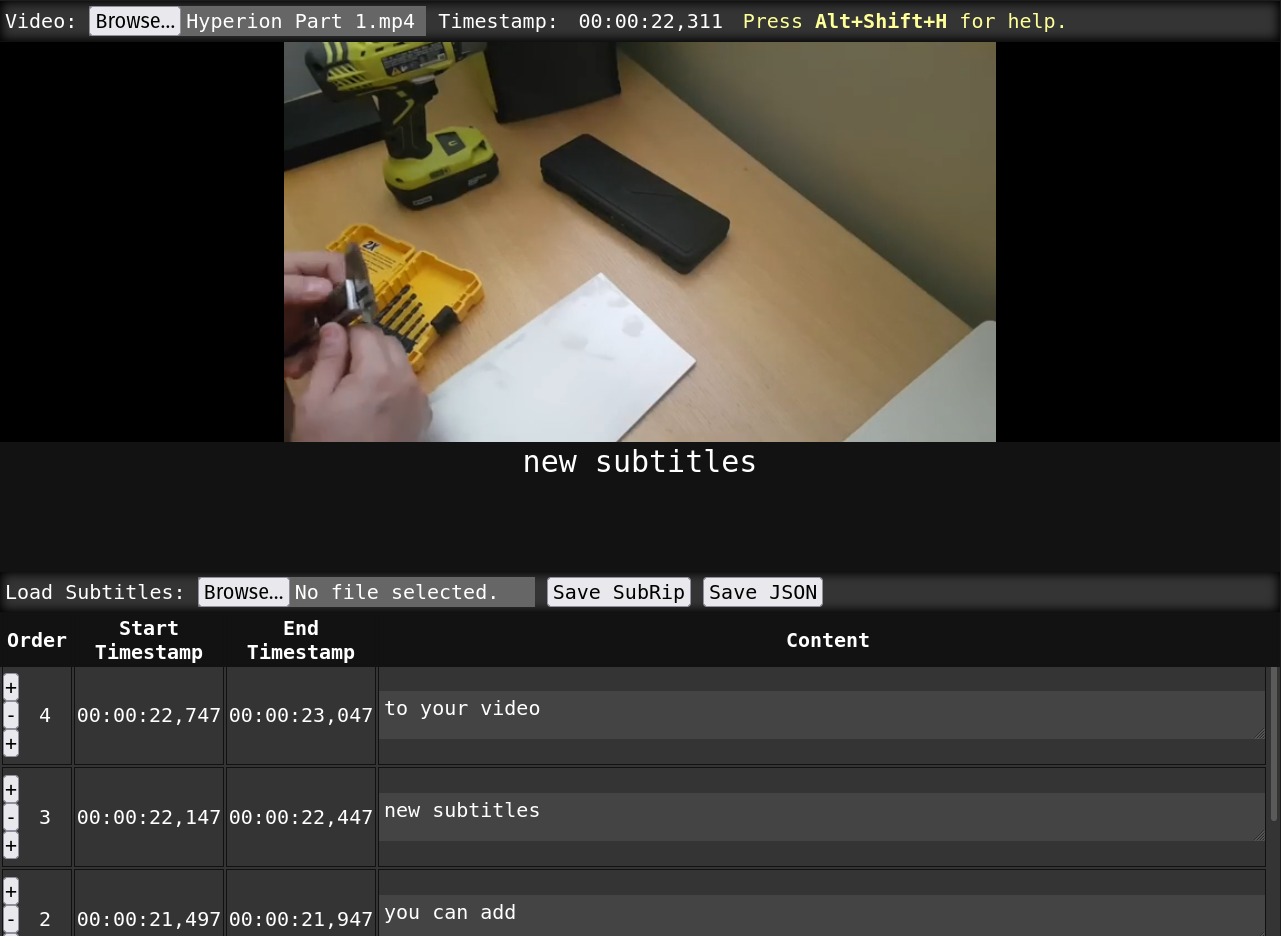 Video: Browse... Hyperion Part 1.mp4 Timestamp: 00:00:22,311 Press Alt+Shift+H for help.
2X
new subtitles
Load Subtitles: Browse... No file selected. Save SubRip Save JSON
Order Start Timestamp End Timestamp Content
+
- 4 00:00:22,747 00:00:23,047 to your video
+
+
- 3 00:00:22,147 00:00:22,447 new subtitles
+
+
- 2 00:00:21,497 00:00:21,947 you can add